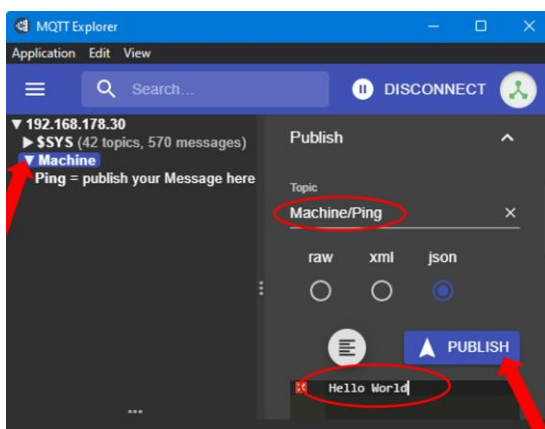 MQTT Explorer
Application Edit View
Search...
DISCONNECT
▼ 192.168.178.30
▶ $SYS (42 topics, 570 messages)
▼ Machine
Ping = publish your Message here
Publish
Topic
Machine/Ping
raw xml json
PUBLISH
Hello World